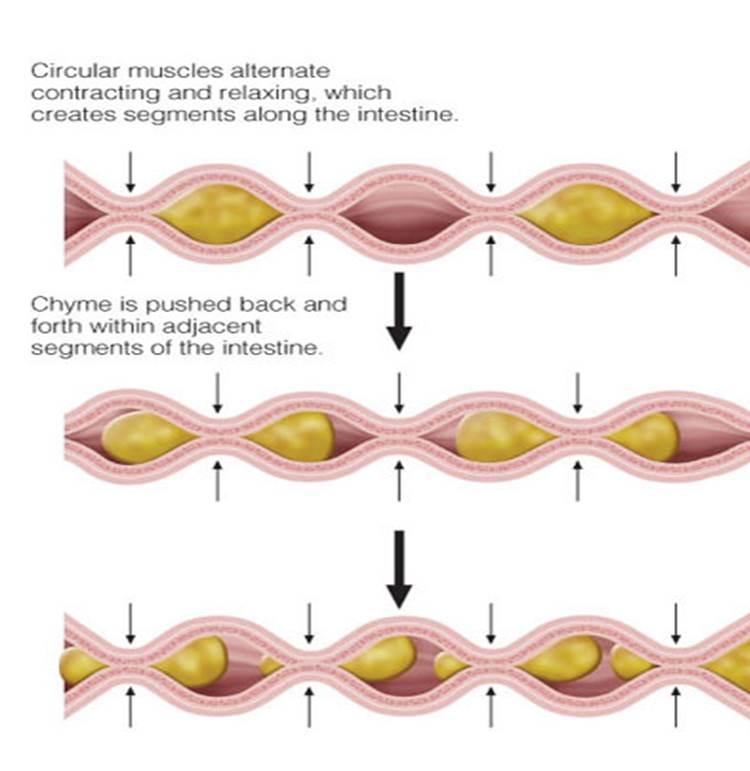 Circular muscles alternate
contracting and relaxing, which
creates segments along the intestine.
Chyme is pushed back and
forth within adjacent
segments of the intestine.